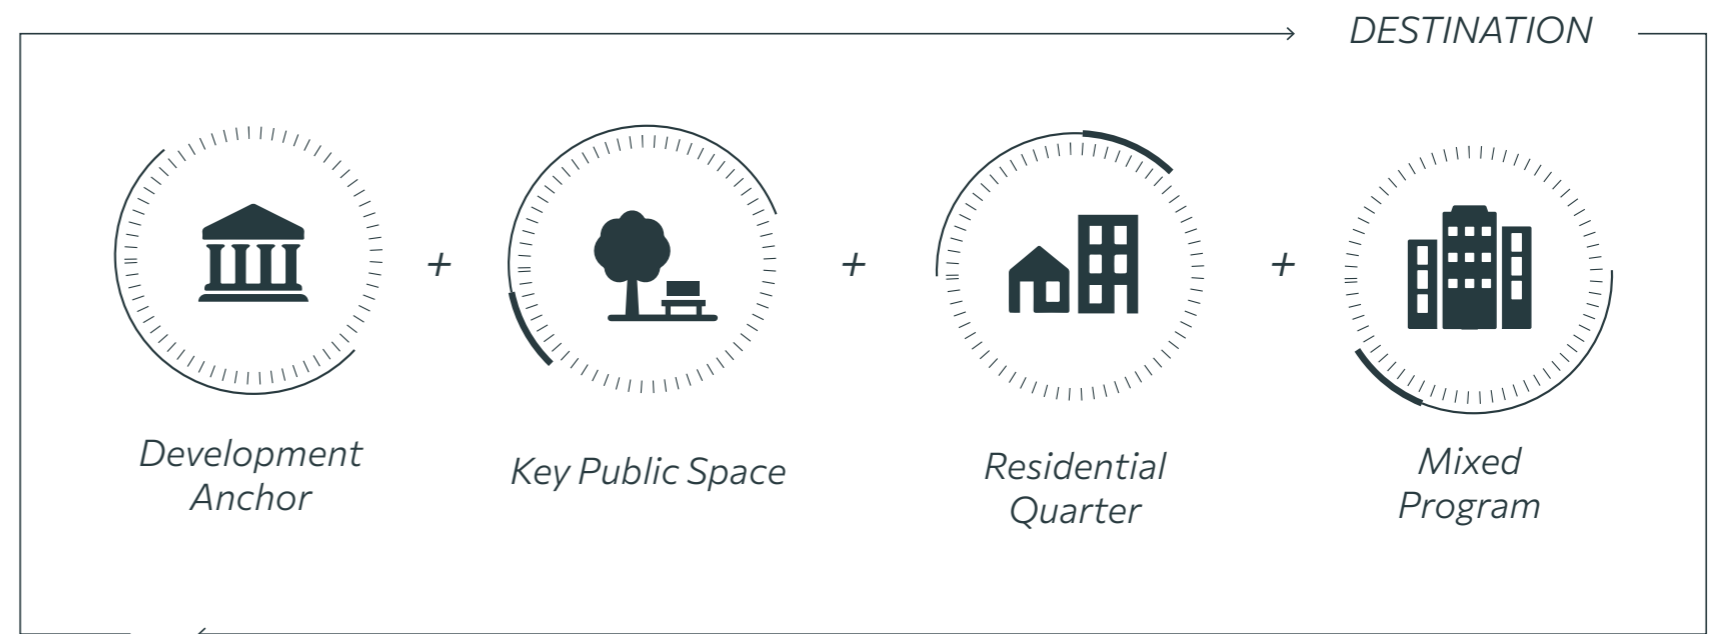 DESTINATION
+
+
+
Development
Anchor
Key Public Space
Residential
Quarter
Mixed
Program